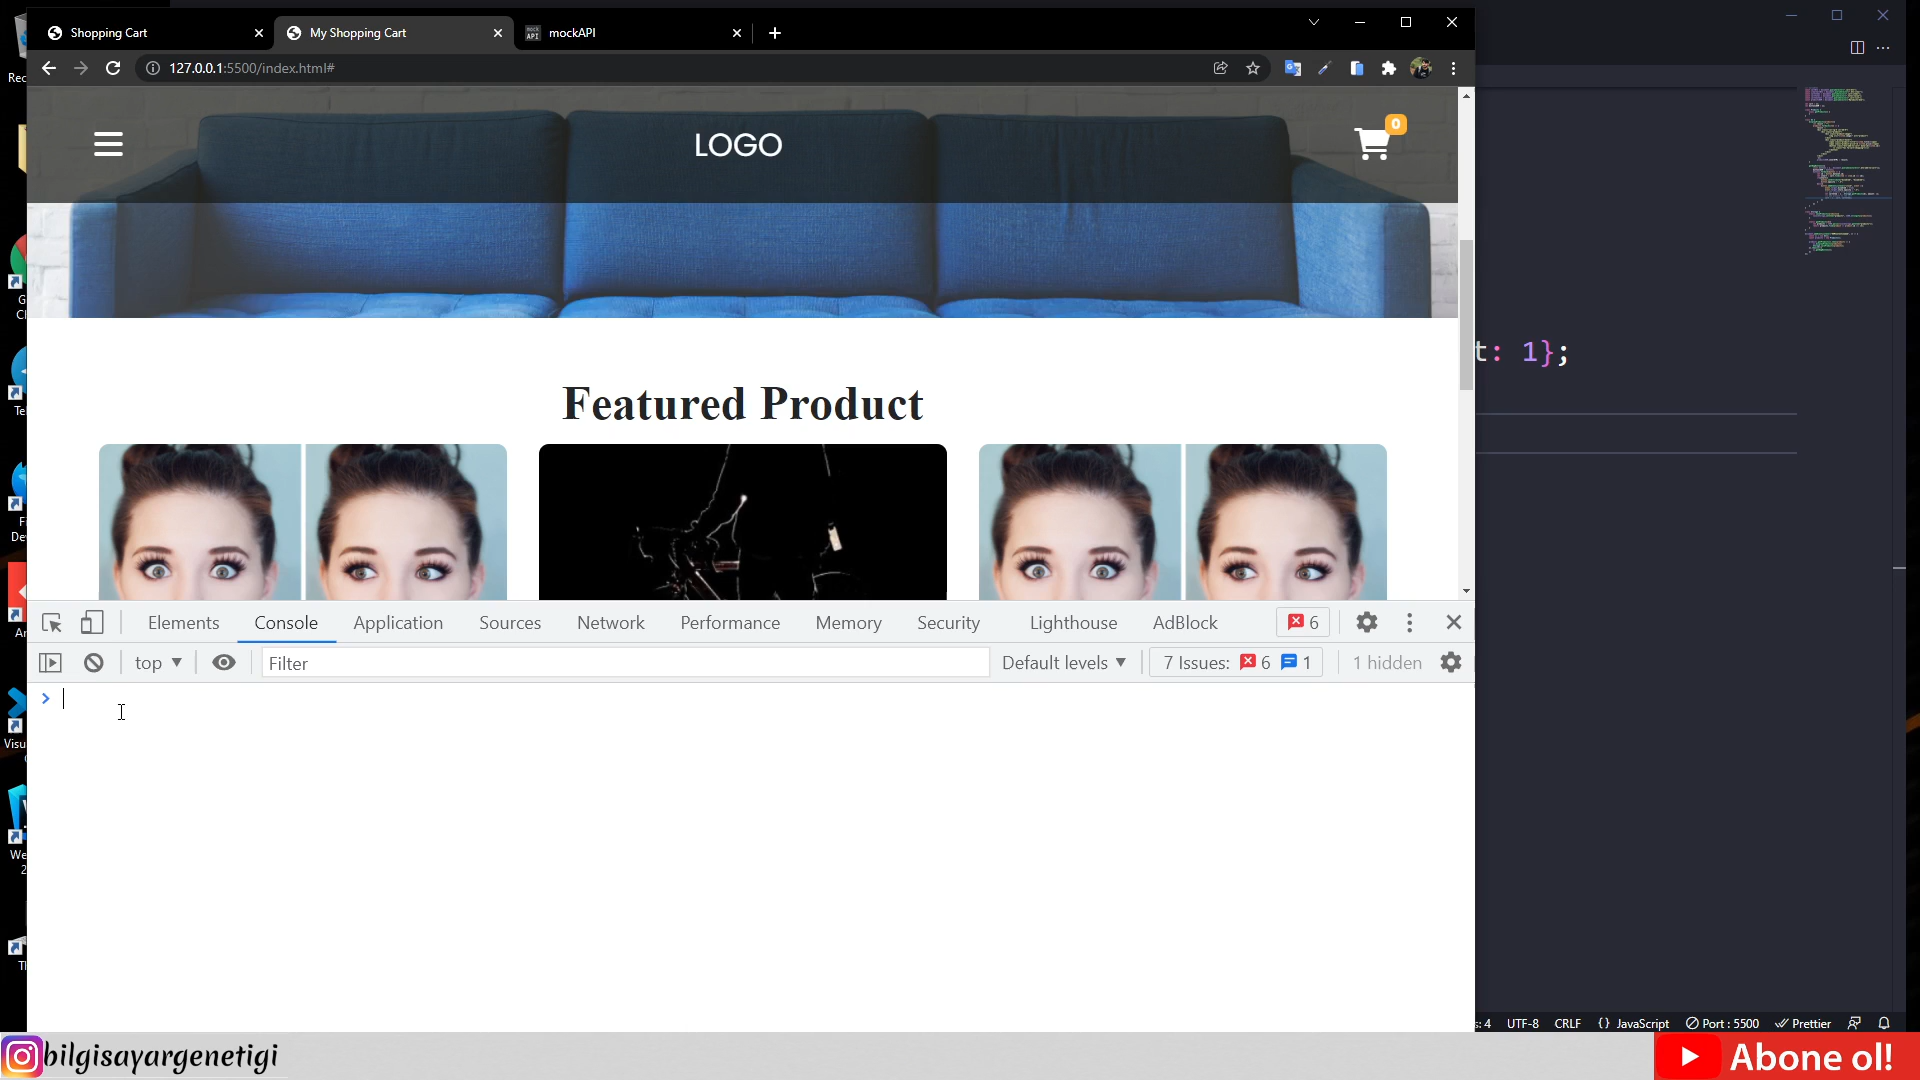 Shopping Cart
My Shopping Cart
mock API
mockAPI
127.0.0.1:5500/index.html#
LOGO
0
t: 1};
Featured Product
Elements
Console
Application
Sources
Network
Performance
Memory
Security
Lighthouse
AdBlock
6
top
Filter
Default levels
7 Issues: 6 1
1 hidden
UTF-8
CRLF
{} JavaScript
Port : 5500
Prettier
bilgisayargenetigi
Abone ol!